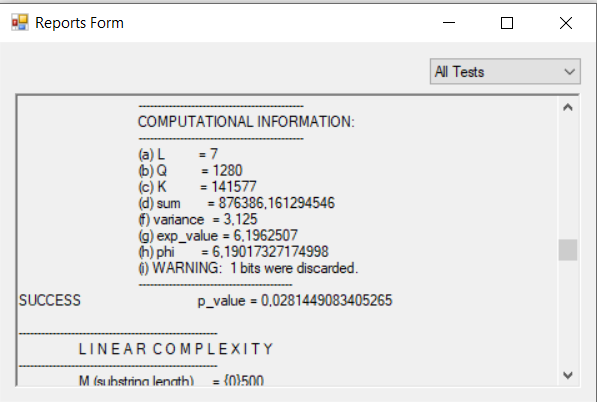 Reports Form
All Tests
---------------------------------------------
COMPUTATIONAL INFORMATION:
---------------------------------------------
(a) L = 7
(b) Q = 1280
(c) K = 141577
(d) sum = 876386,161294546
(f) variance = 3,125
(g) exp_value = 6,1962507
(h) phi = 6,19017327174998
(i) WARNING: 1 bits were discarded.
-----------------------------------------
SUCCESS p_value = 0,0281449083405265
-----------------------------------------------------
L I N E A R C O M P L E X I T Y
-----------------------------------------------------
M (substring length) = {0}500